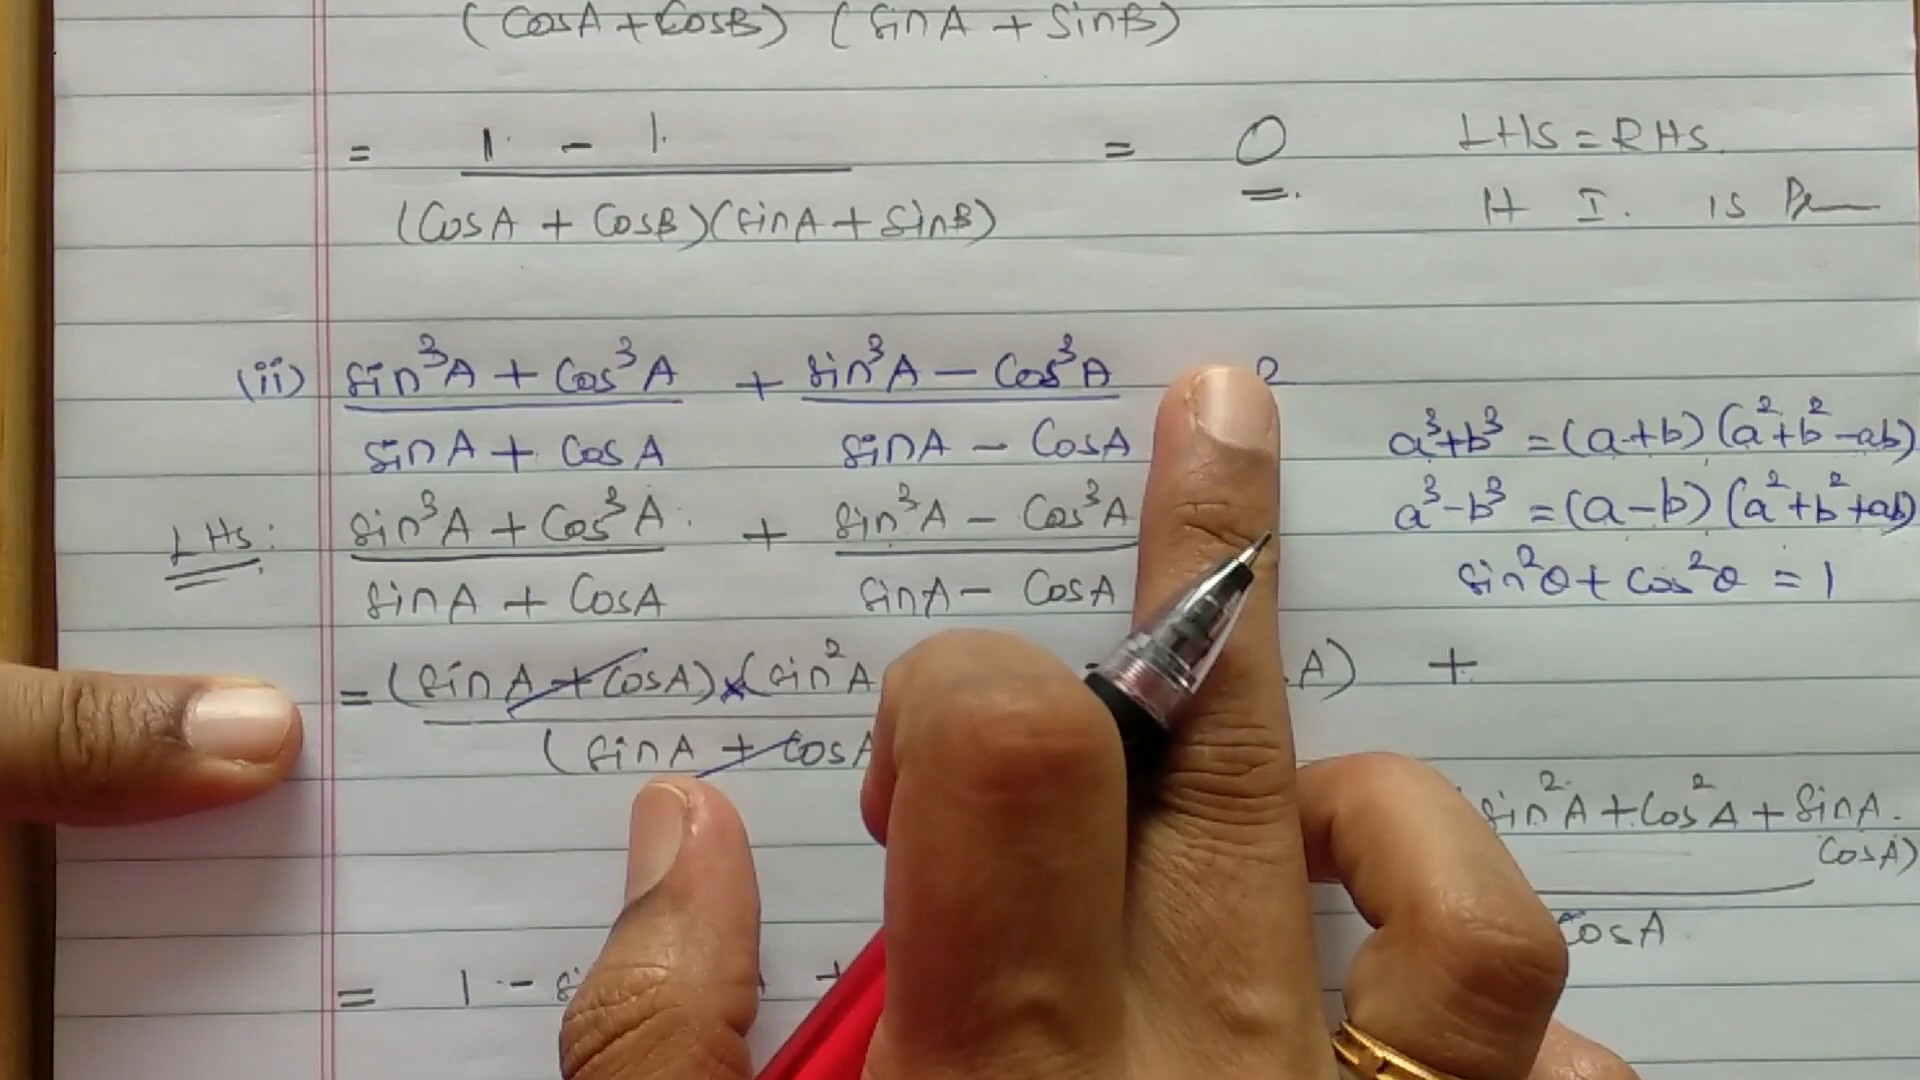 (CosA + CosB) (sinA + sinB)
= 1 - 1 = 0 LHS = RHS.
(CosA + CosB)(sinA + sinB) H I. is
(ii) sin³A + Cos³A + sin³A - Cos³A 2
sinA + CosA sinA - CosA a³+b³ = (a+b)(a²+b²-ab)
LHS: sin³A + Cos³A + sin³A - Cos³A a³-b³ = (a-b)(a²+b²+ab)
sinA + CosA sinA - CosA sin²θ + cos²θ = 1
= (sinA + CosA)×(sin²A A) +
(sinA + CosA
sin²A + Cos²A + sinA.
CosA)
CosA
= 1 - +